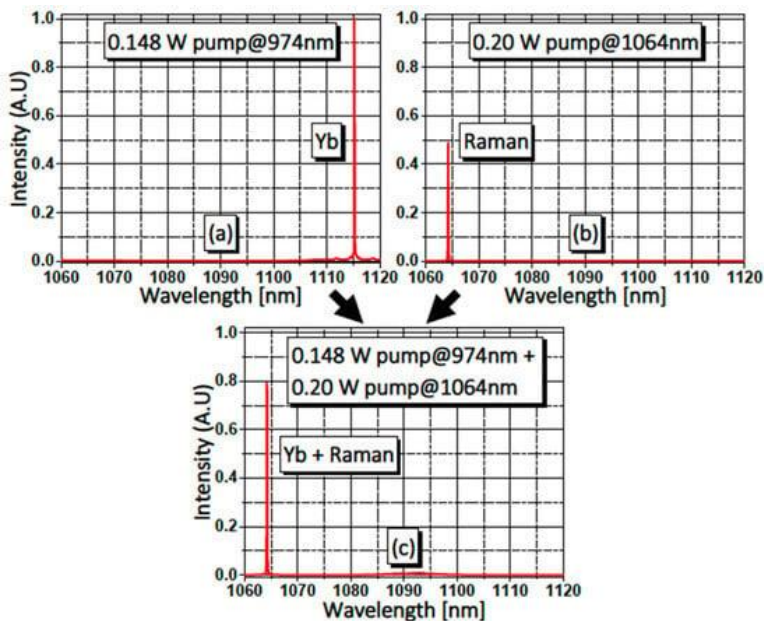 0.148 W pump@974nm
Intensity (A.U)
1.0
0.8
0.6
0.4
0.2
0.0
Yb
(a)
1060 1070 1080 1090 1100 1110 1120
Wavelength [nm]
0.20 W pump@1064nm
1.0
0.8
0.6
0.4
0.2
0.0
Raman
(b)
1060 1070 1080 1090 1100 1110 1120
Wavelength [nm]
0.148 W pump@974nm +
0.20 W pump@1064nm
Intensity (A.U)
1.0
0.8
0.6
0.4
0.2
0.0
Yb + Raman
(c)
1060 1070 1080 1090 1100 1110 1120
Wavelength [nm]